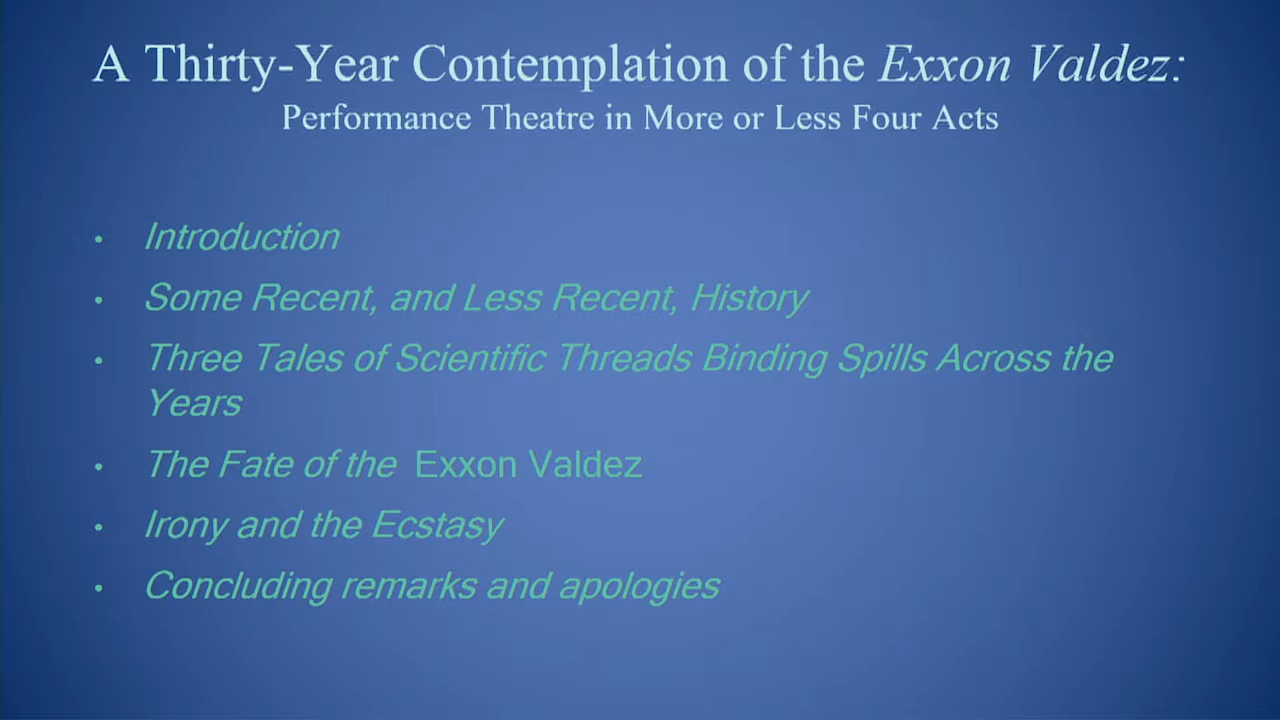 A Thirty-Year Contemplation of the Exxon Valdez:
Performance Theatre in More or Less Four Acts
• Introduction
• Some Recent, and Less Recent, History
• Three Tales of Scientific Threads Binding Spills Across the
Years
• The Fate of the Exxon Valdez
• Irony and the Ecstasy
• Concluding remarks and apologies